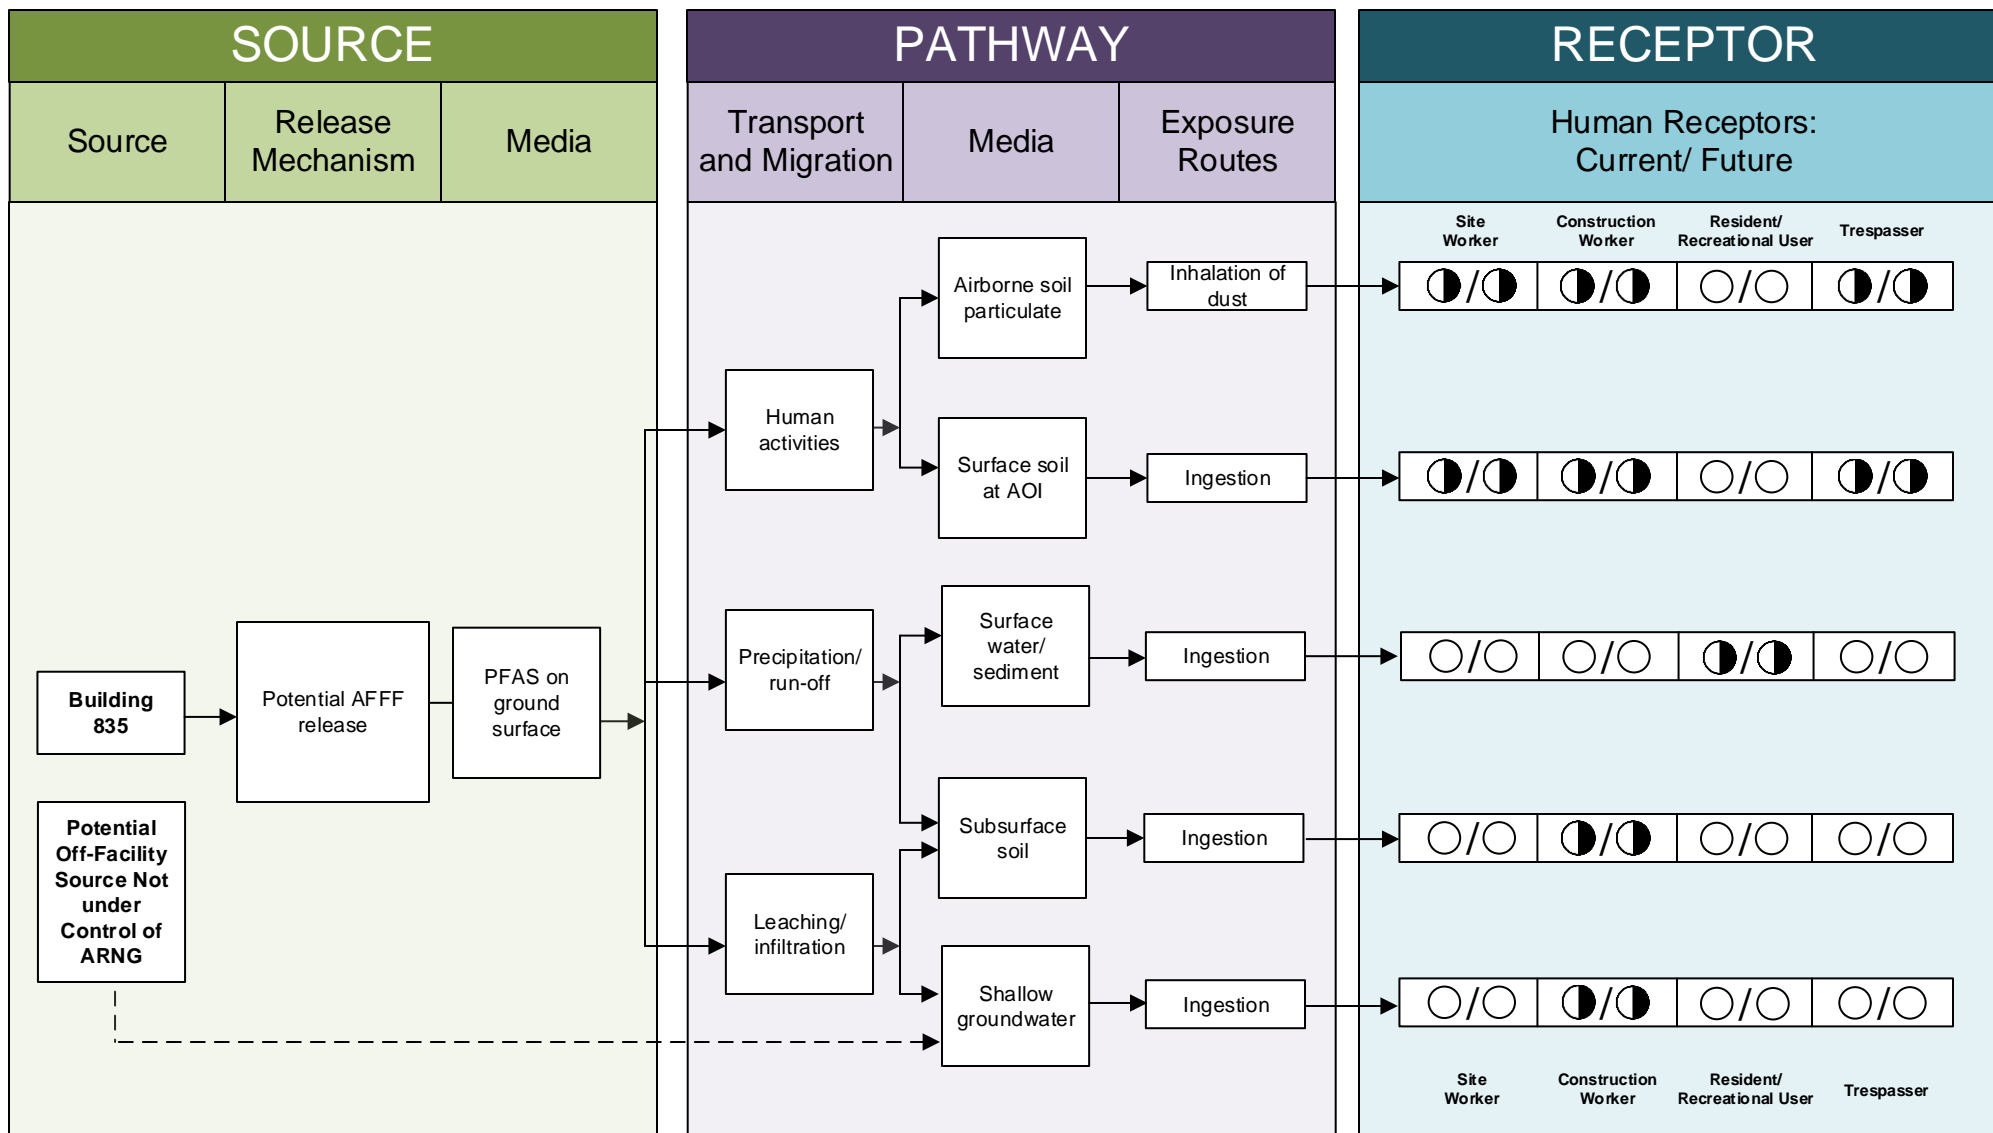 SOURCE
PATHWAY
RECEPTOR
Source
Release
Mechanism
Media
Transport
and Migration
Media
Exposure
Routes
Human Receptors:
Current/ Future
Site
Worker
Construction
Worker
Resident/
Recreational User
Trespasser
Airborne soil
particulate
Inhalation of
dust
/
/
/
/
Human
activities
Surface soil
at AOI
Ingestion
/
/
/
/
Building
835
Potential AFFF
release
PFAS on
ground
surface
Precipitation/
run-off
Surface
water/
sediment
Ingestion
/
/
/
/
Potential
Off-Facility
Source Not
under
Control of
ARNG
Subsurface
soil
Ingestion
/
/
/
/
Leaching/
infiltration
Shallow
groundwater
Ingestion
/
/
/
/
Site
Worker
Construction
Worker
Resident/
Recreational User
Trespasser